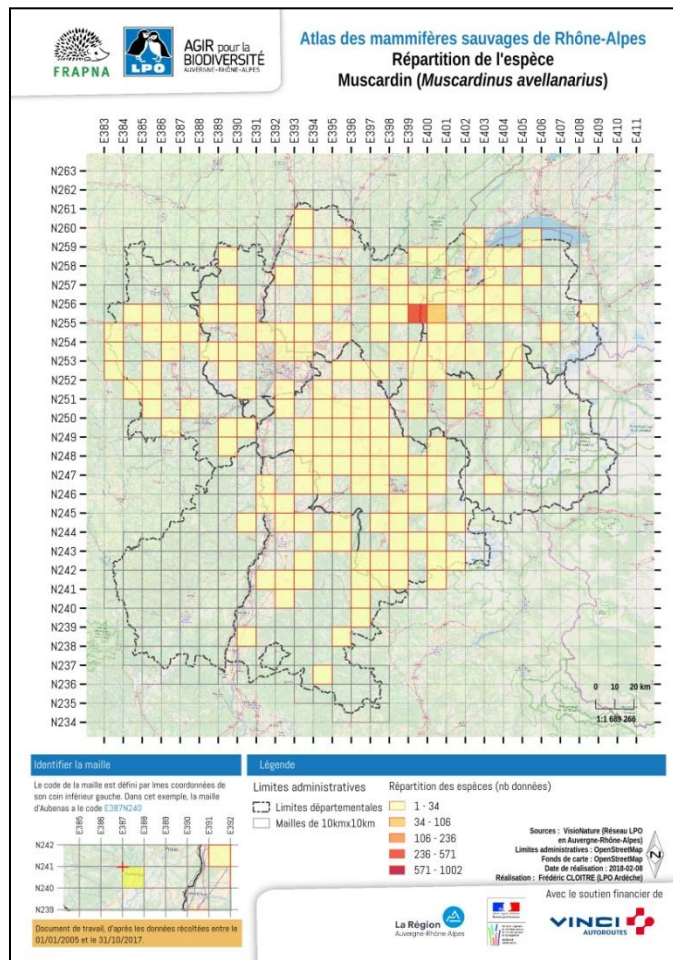 FRAPNA
LPO
AGIR pour la
BIODIVERSITÉ
AUVERGNE-RHÔNE-ALPES
Atlas des mammifères sauvages de Rhône-Alpes
Répartition de l'espèce
Muscardin (Muscardinus avellanarius)
E383 E384 E385 E386 E387 E388 E389 E390 E391 E392 E393 E394 E395 E396 E397 E398 E399 E400 E401 E402 E403 E404 E405 E406 E407 E408 E409 E410 E411
N263
N262
N261
N260
N259
N258
N257
N256
N255
N254
N253
N252
N251
N250
N249
N248
N247
N246
N245
N244
N243
N242
N241
N240
N239
N238
N237
N236
N235
N234
0 10 20 km
1:1 689 266
Identifier la maille
Le code de la maille est défini par lmes coordonnées de
son coin inférieur gauche. Dans cet exemple, la maille
d'Aubenas a le code E387N240
E385 E386 E387 E388 E389 E390 E391 E392
N242
N241
N240
N239
Document de travail, d'après les données récoltées entre le
01/01/2005 et le 31/10/2017.
Légende
Limites administratives
Limites départementales
Mailles de 10kmx10km
Répartition des espèces (nb données)
1 - 34
34 - 106
106 - 236
236 - 571
571 - 1002
Sources : VisioNature (Réseau LPO
en Auvergne-Rhône-Alpes)
Limites administratives : OpenStreetMap
Fonds de carte : OpenStreetMap
Date de réalisation : 2018-02-08
Réalisation : Frédéric CLOITRE (LPO Ardèche)
N
Avec le soutien financier de
La Région
Auvergne-Rhône-Alpes
VINCI
AUTOROUTES